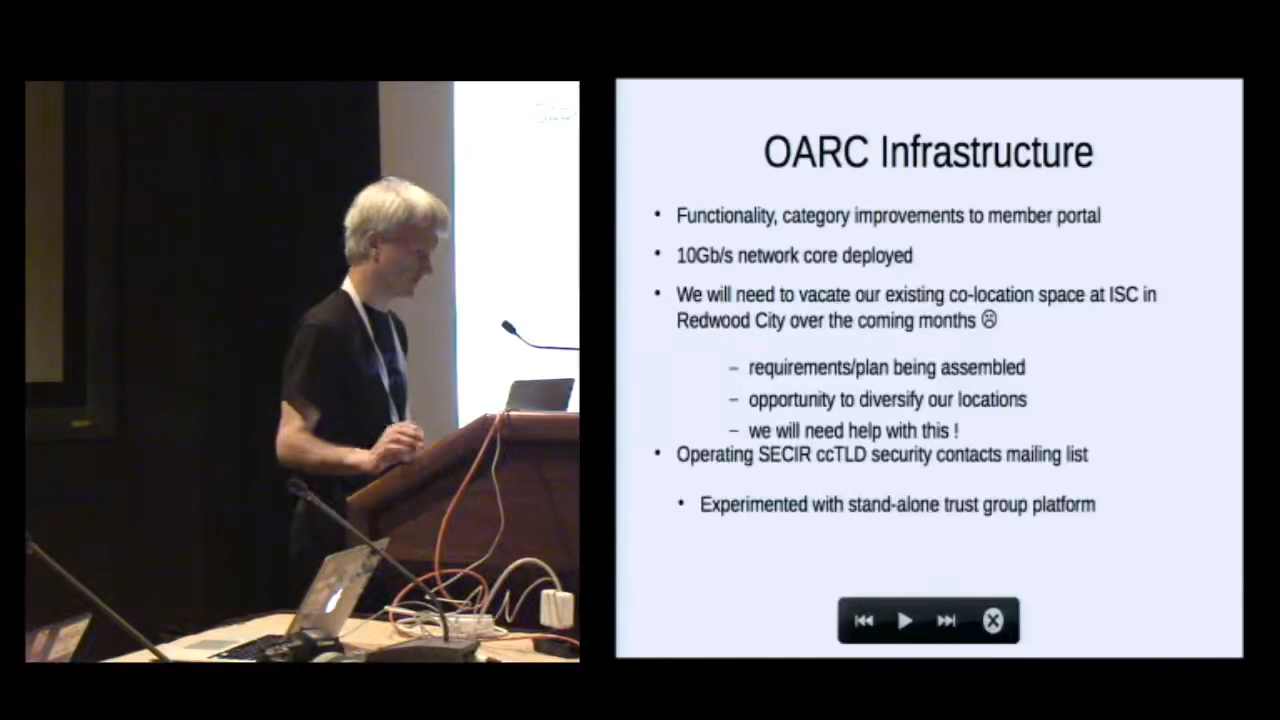 OARC Infrastructure
• Functionality, category improvements to member portal
• 10Gb/s network core deployed
• We will need to vacate our existing co-location space at ISC in
Redwood City over the coming months ☹
– requirements/plan being assembled
– opportunity to diversify our locations
– we will need help with this !
• Operating SECIR ccTLD security contacts mailing list
• Experimented with stand-alone trust group platform